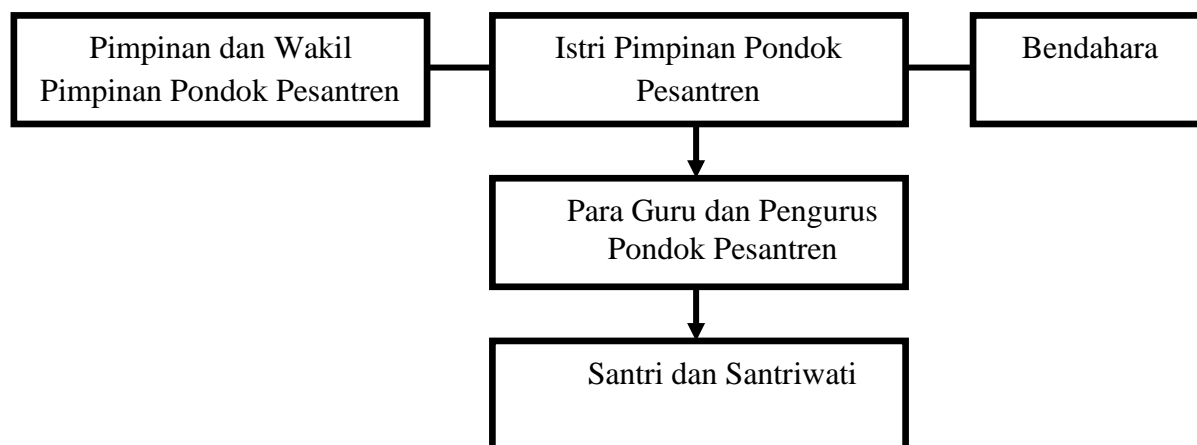 Pimpinan dan Wakil
Pimpinan Pondok Pesantren
Istri Pimpinan Pondok
Pesantren
Bendahara
Para Guru dan Pengurus
Pondok Pesantren
Santri dan Santriwati